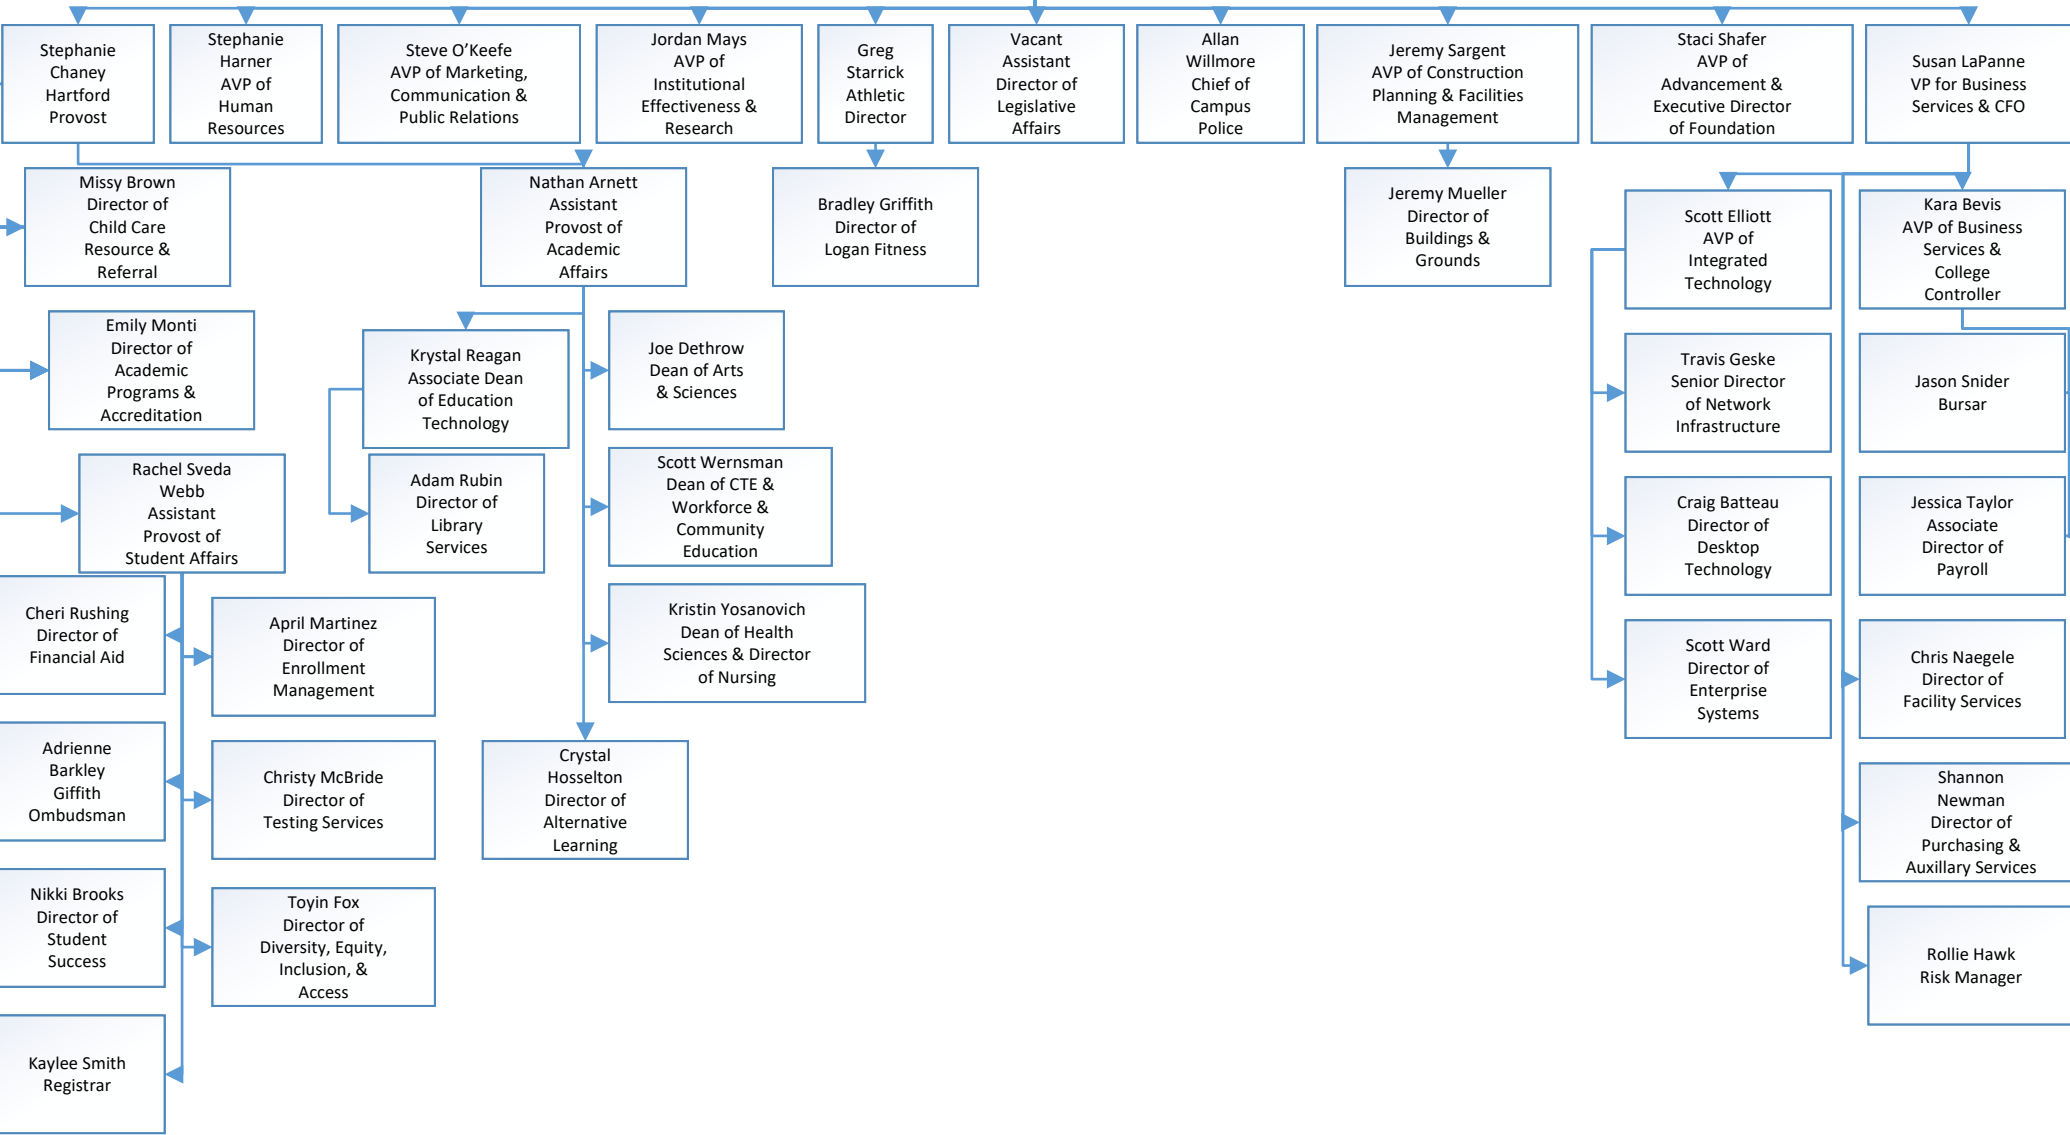 Stephanie
Chaney
Hartford
Provost
Stephanie
Harner
AVP of
Human
Resources
Steve O’Keefe
AVP of Marketing,
Communication &
Public Relations
Jordan Mays
AVP of
Institutional
Effectiveness &
Research
Greg
Starrick
Athletic
Director
Vacant
Assistant
Director of
Legislative
Affairs
Allan
Willmore
Chief of
Campus
Police
Jeremy Sargent
AVP of Construction
Planning & Facilities
Management
Staci Shafer
AVP of
Advancement &
Executive Director
of Foundation
Susan LaPanne
VP for Business
Services & CFO
Missy Brown
Director of
Child Care
Resource &
Referral
Nathan Arnett
Assistant
Provost of
Academic
Affairs
Bradley Griffith
Director of
Logan Fitness
Jeremy Mueller
Director of
Buildings &
Grounds
Scott Elliott
AVP of
Integrated
Technology
Kara Bevis
AVP of Business
Services &
College
Controller
Emily Monti
Director of
Academic
Programs &
Accreditation
Krystal Reagan
Associate Dean
of Education
Technology
Joe Dethrow
Dean of Arts
& Sciences
Travis Geske
Senior Director
of Network
Infrastructure
Jason Snider
Bursar
Rachel Sveda
Webb
Assistant
Provost of
Student Affairs
Adam Rubin
Director of
Library
Services
Scott Wernsman
Dean of CTE &
Workforce &
Community
Education
Craig Batteau
Director of
Desktop
Technology
Jessica Taylor
Associate
Director of
Payroll
Cheri Rushing
Director of
Financial Aid
April Martinez
Director of
Enrollment
Management
Kristin Yosanovich
Dean of Health
Sciences & Director
of Nursing
Scott Ward
Director of
Enterprise
Systems
Chris Naegele
Director of
Facility Services
Adrienne
Barkley
Giffith
Ombudsman
Christy McBride
Director of
Testing Services
Crystal
Hosselton
Director of
Alternative
Learning
Shannon
Newman
Director of
Purchasing &
Auxillary Services
Nikki Brooks
Director of
Student
Success
Toyin Fox
Director of
Diversity, Equity,
Inclusion, &
Access
Rollie Hawk
Risk Manager
Kaylee Smith
Registrar